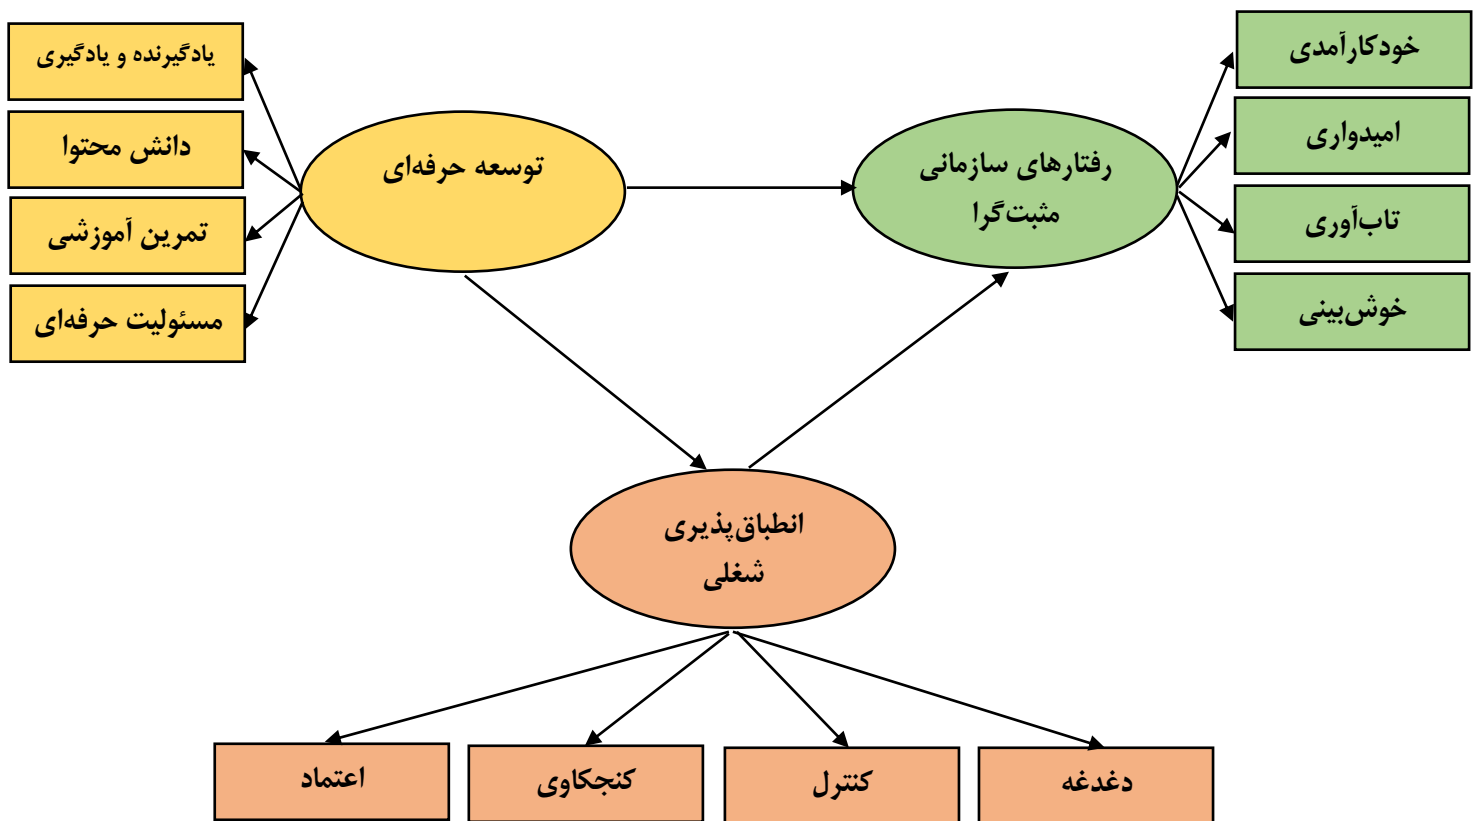 خودکارآمدی
یادگیرنده و یادگیری
امیدواری
دانش محتوا
رفتارهای سازمانی
مثبت‌گرا
توسعه حرفه‌ای
تاب‌آوری
تمرین آموزشی
خوش‌بینی
مسئولیت حرفه‌ای
انطباق‌پذیری
شغلی
دغدغه
کنترل
کنجکاوی
اعتماد